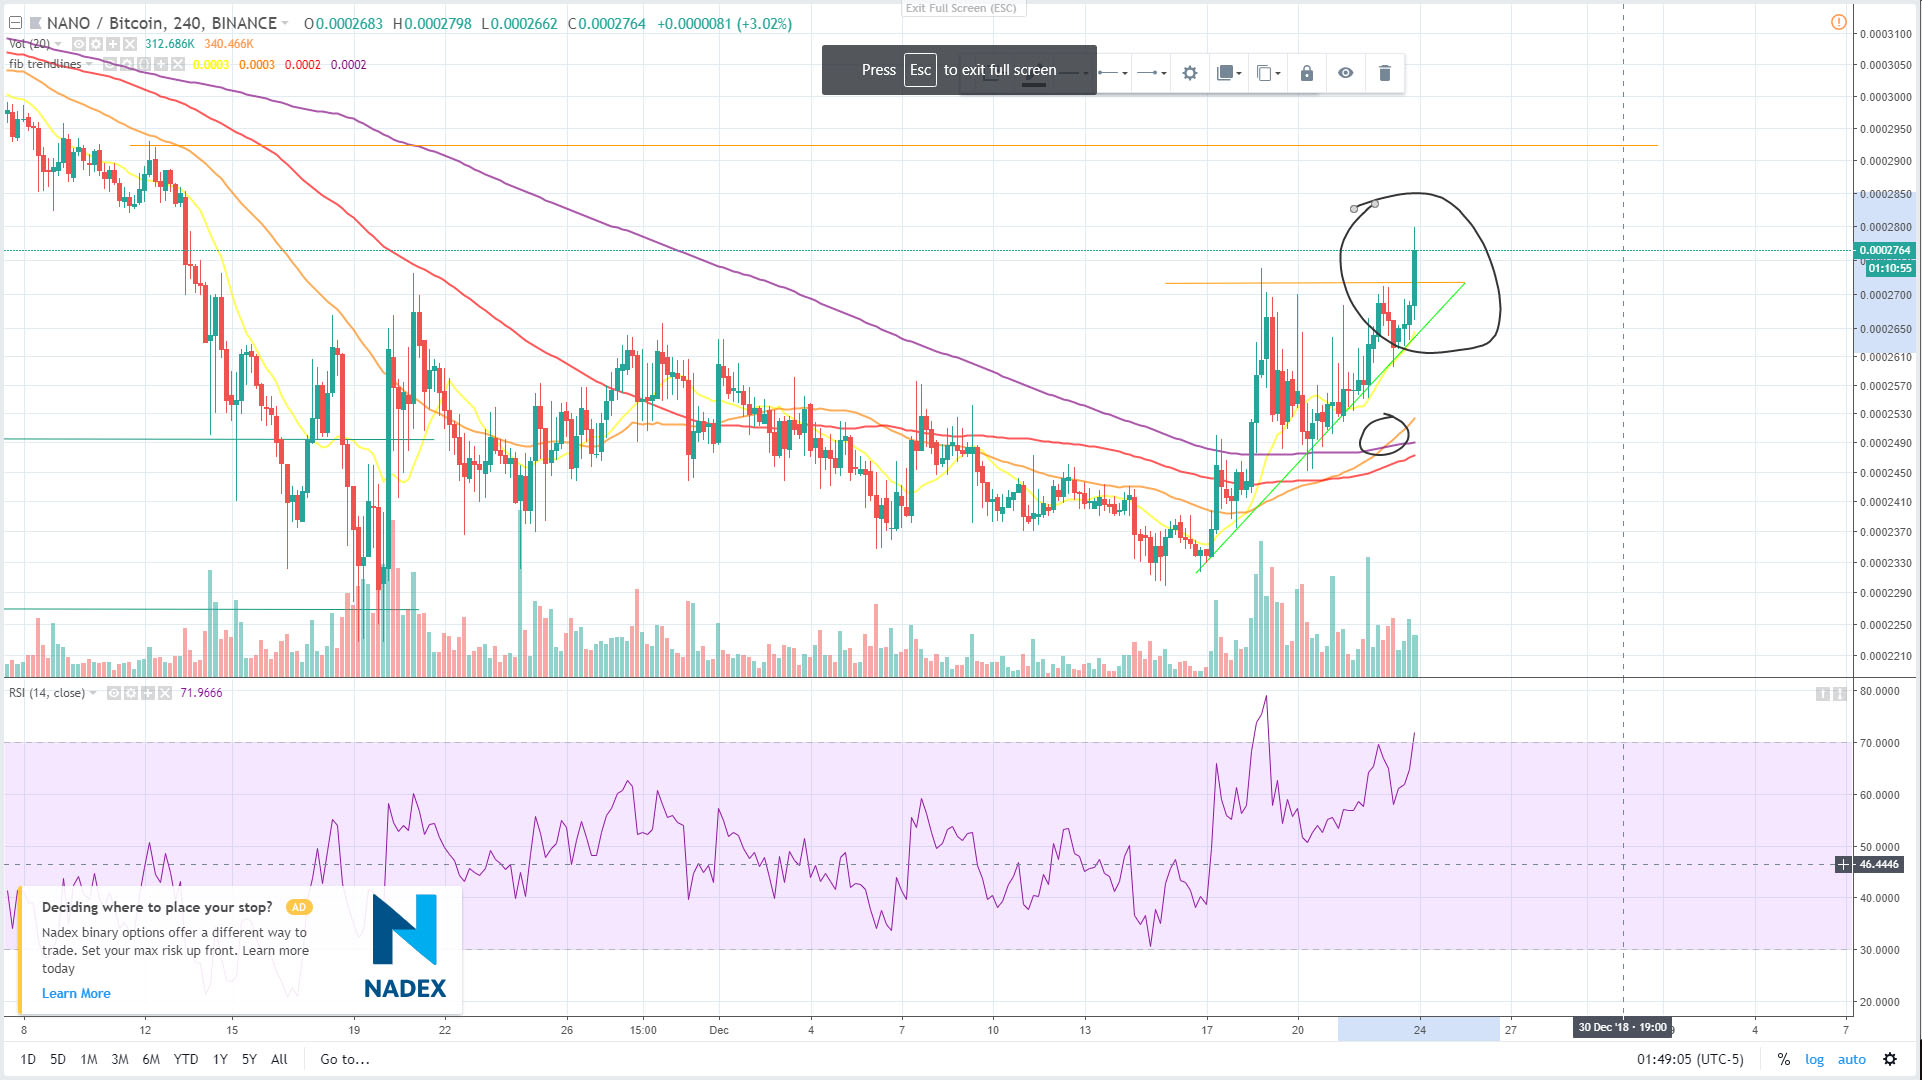 Exit Full Screen (ESC)
NANO / Bitcoin, 240, BINANCE O0.0002683 H0.0002798 L0.0002662 C0.0002764 +0.0000081 (+3.02%)
Vol (20) 312.686K 340.466K
fib trendlines 0.0003 0.0003 0.0002 0.0002
Press Esc to exit full screen
0.0003100
0.0003050
0.0003000
0.0002950
0.0002900
0.0002850
0.0002800
0.0002764
01:10:55
0.0002700
0.0002650
0.0002610
0.0002570
0.0002530
0.0002490
0.0002450
0.0002410
0.0002370
0.0002330
0.0002290
0.0002250
0.0002210
RSI (14, close) 71.9666
80.0000
70.0000
60.0000
50.0000
46.4446
40.0000
30.0000
20.0000
Deciding where to place your stop? AD
Nadex binary options offer a different way to
trade. Set your max risk up front. Learn more
today
Learn More
NADEX
8 12 15 19 22 26 15:00 Dec 4 7 10 13 17 20 24 27 30 Dec '18 · 19:00 4 7
1D 5D 1M 3M 6M YTD 1Y 5Y All Go to... 01:49:05 (UTC-5) % log auto